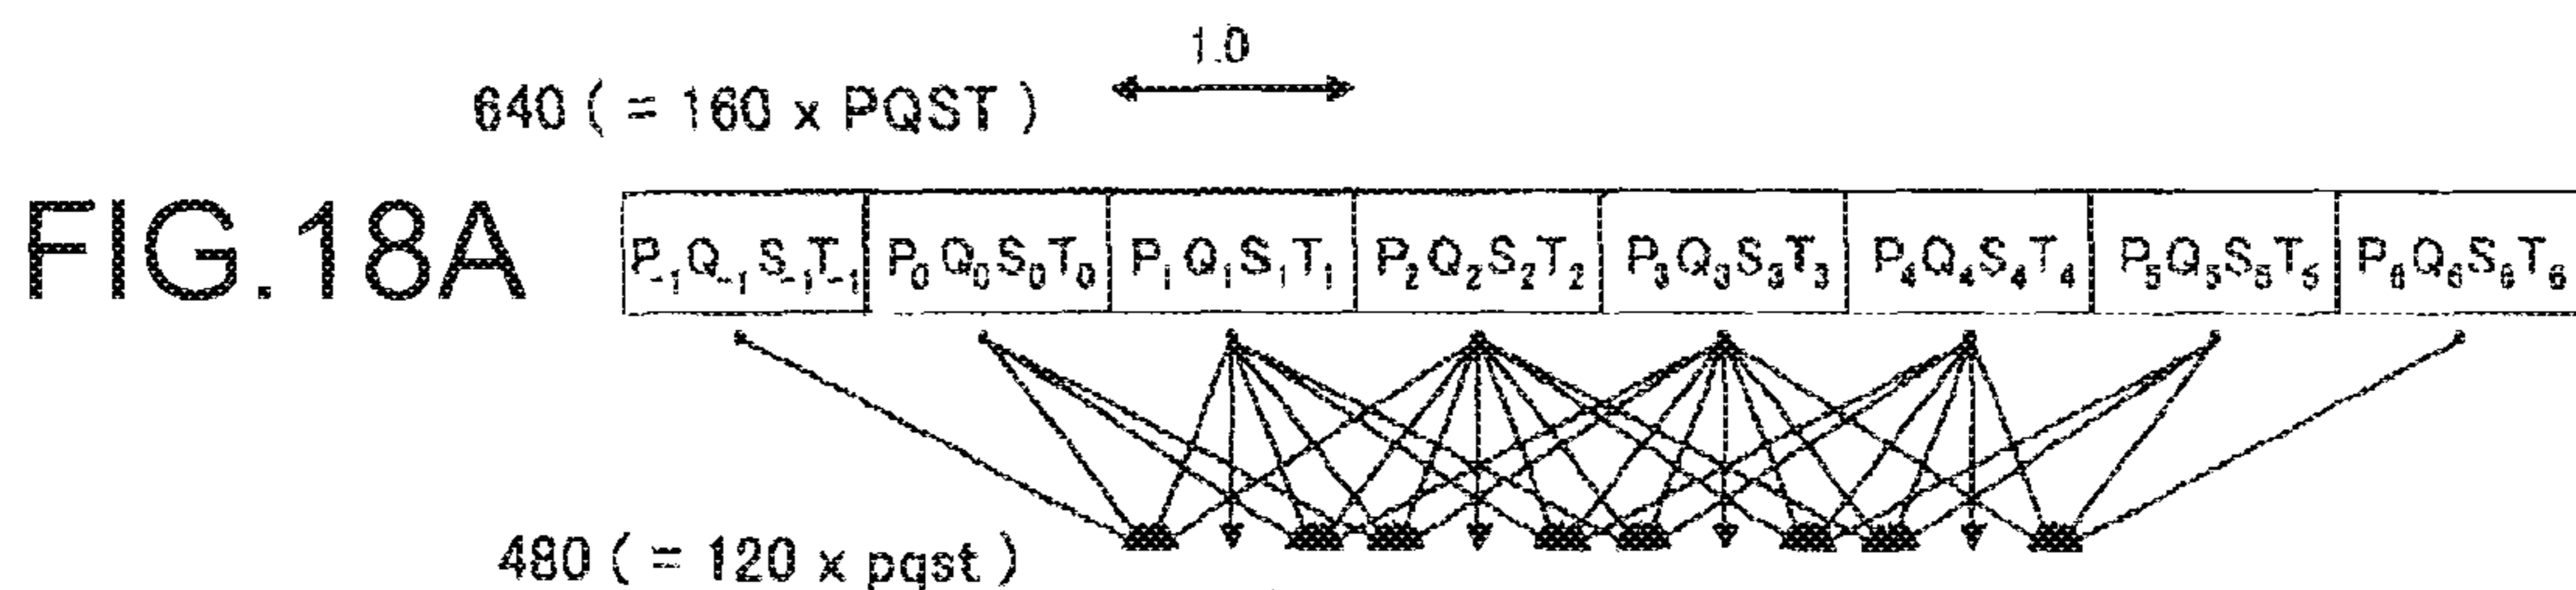 1.0
640 ( = 160 x PQST )
FIG.18A
P₋₁Q₋₁S₋₁T₋₁ P₀Q₀S₀T₀ P₁Q₁S₁T₁ P₂Q₂S₂T₂ P₃Q₃S₃T₃ P₄Q₄S₄T₄ P₅Q₅S₅T₅ P₆Q₆S₆T₆
480 ( = 120 x pqst )